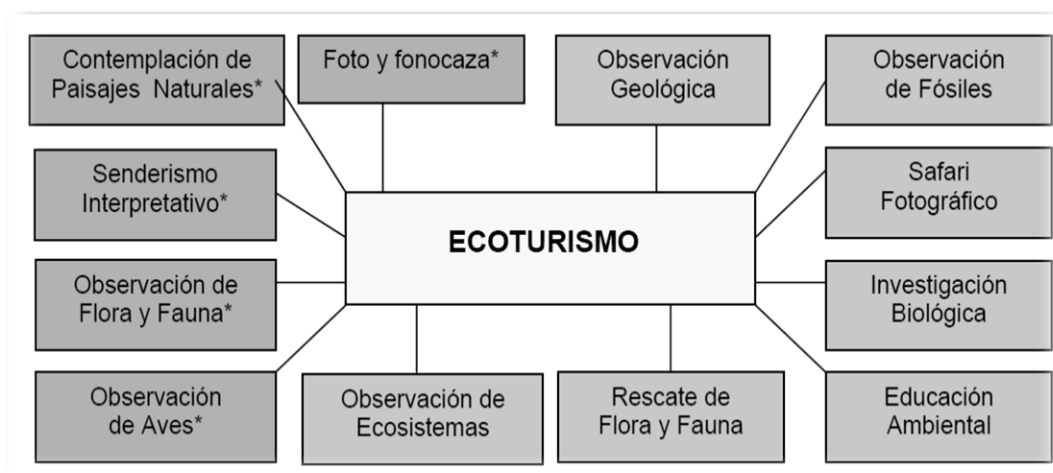 Contemplación de
Paisajes Naturales*
Foto y fonocaza*
Observación
Geológica
Observación
de Fósiles
Senderismo
Interpretativo*
Safari
Fotográfico
ECOTURISMO
Observación de
Flora y Fauna*
Investigación
Biológica
Observación
de Aves*
Observación de
Ecosistemas
Rescate de
Flora y Fauna
Educación
Ambiental